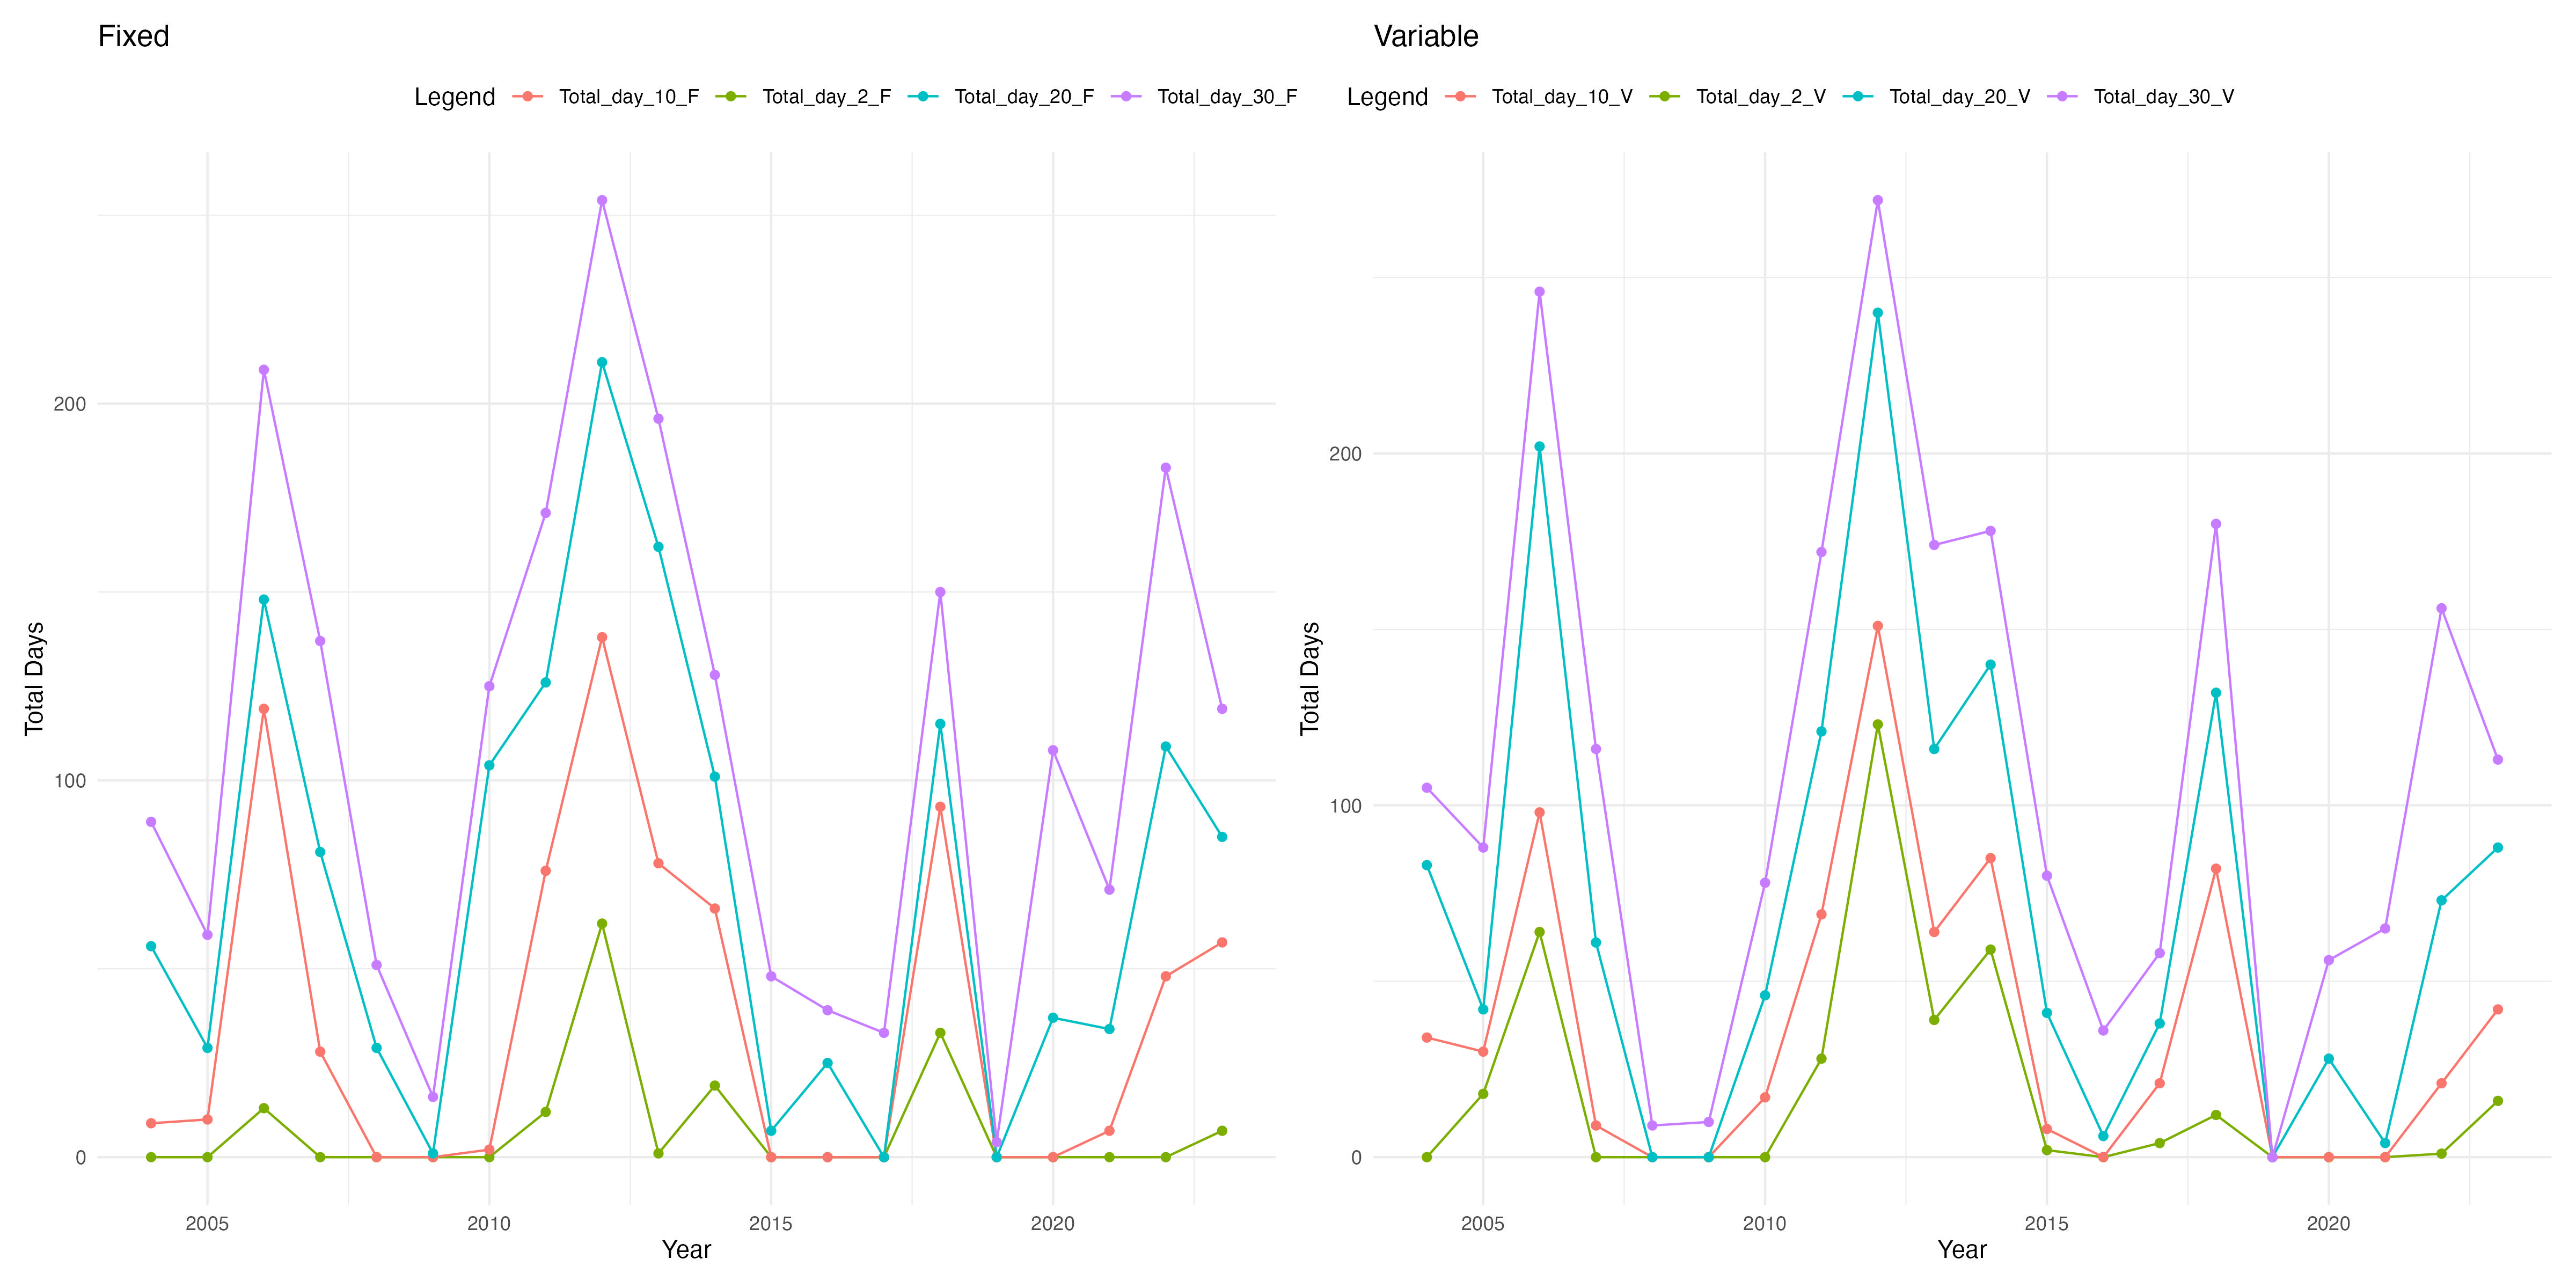 Fixed
Legend Total_day_10_F Total_day_2_F Total_day_20_F Total_day_30_F
Total Days
200
100
0
2005 2010 2015 2020
Year
Variable
Legend Total_day_10_V Total_day_2_V Total_day_20_V Total_day_30_V
Total Days
200
100
0
2005 2010 2015 2020
Year